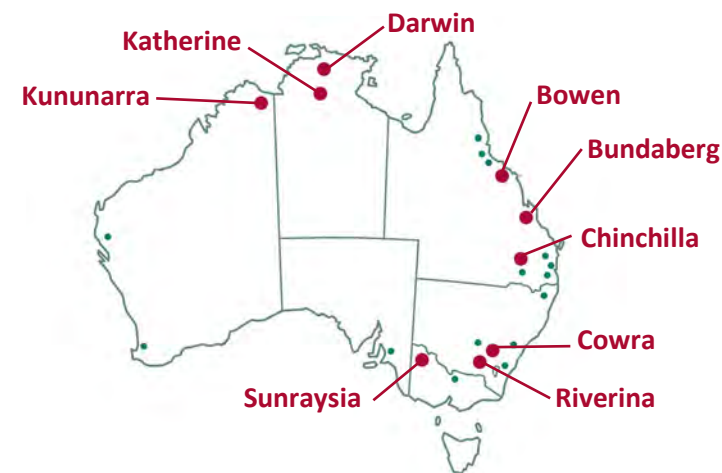 Darwin
Katherine
Kununarra
Bowen
Bundaberg
Chinchilla
Cowra
Sunraysia
Riverina